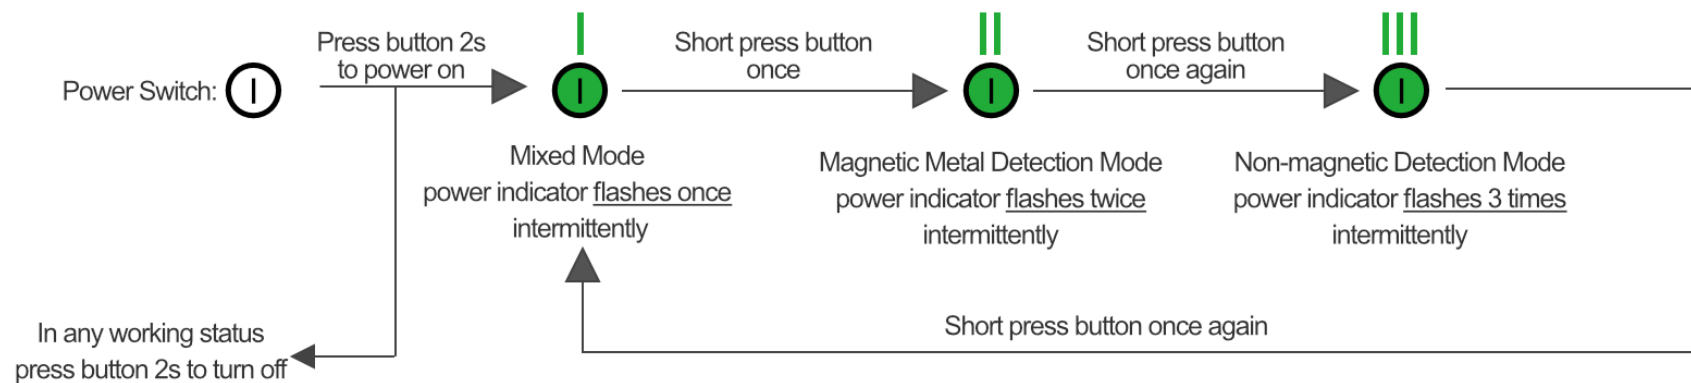 Power Switch:
Press button 2s
to power on
Short press button
once
Short press button
once again
Mixed Mode
power indicator flashes once
intermittently
Magnetic Metal Detection Mode
power indicator flashes twice
intermittently
Non-magnetic Detection Mode
power indicator flashes 3 times
intermittently
In any working status
press button 2s to turn off
Short press button once again